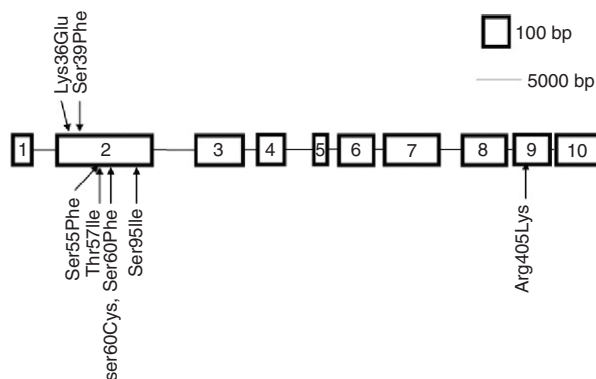 100 bp
5000 bp
Lys36Glu
Ser39Phe
1 2 3 4 5 6 7 8 9 10
Ser55Phe
Thr57Ile
ser60Cys, Ser60Phe
Ser95Ile
Arg405Lys